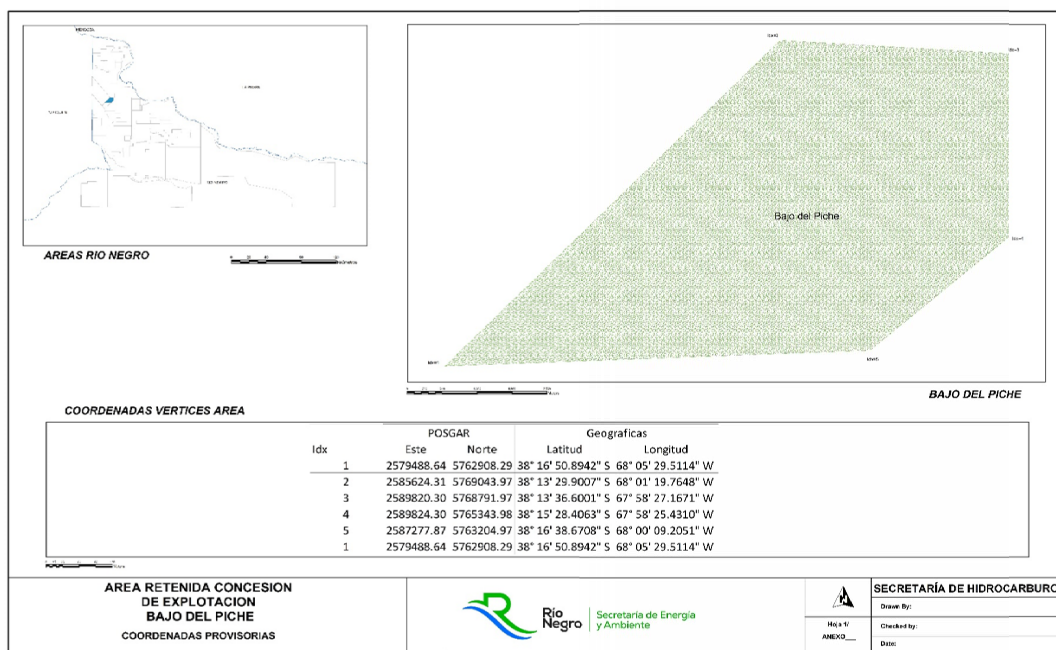 AREAS RIO NEGRO
Bajo del Piche
BAJO DEL PICHE
COORDENADAS VERTICES AREA
POSGAR Geograficas
Idx Este Norte Latitud Longitud
1 2579488.64 5762908.29 38° 16' 50.8942" S 68° 05' 29.5114" W
2 2585624.31 5769043.97 38° 13' 29.9007" S 68° 01' 19.7648" W
3 2589820.30 5768791.97 38° 13' 36.6001" S 67° 58' 27.1671" W
4 2589824.30 5765343.98 38° 15' 28.4063" S 67° 58' 25.4310" W
5 2587277.87 5763204.97 38° 16' 38.6708" S 68° 00' 09.2051" W
1 2579488.64 5762908.29 38° 16' 50.8942" S 68° 05' 29.5114" W
AREA RETENIDA CONCESION
DE EXPLOTACION
BAJO DEL PICHE
COORDENADAS PROVISORIAS
Río
Negro
Secretaría de Energía
y Ambiente
Hoja 1/
ANEXO___
SECRETARÍA DE HIDROCARBURO
Drawn By:
Checked by:
Date: